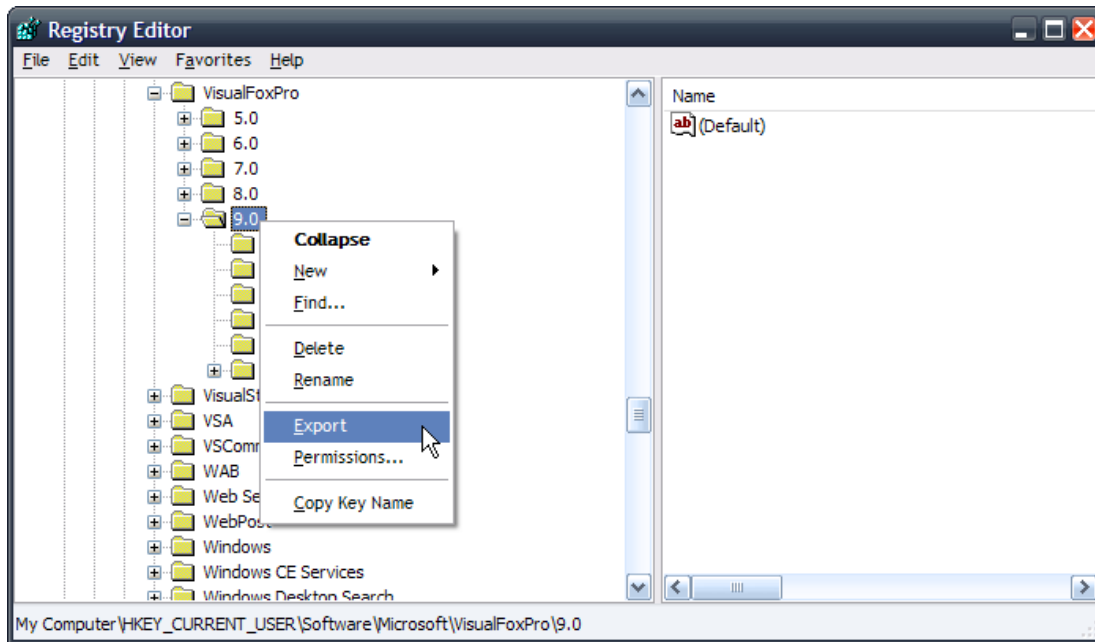 Registry Editor
File Edit View Favorites Help
VisualFoxPro
5.0
6.0
7.0
8.0
9.0
Collapse
New
Find...
Delete
Rename
Export
Permissions...
Copy Key Name
VisualSt
VSA
VSComm
WAB
Web Se
WebPost
Windows
Windows CE Services
Windows Desktop Search
Name
ab (Default)
My Computer\HKEY_CURRENT_USER\Software\Microsoft\VisualFoxPro\9.0